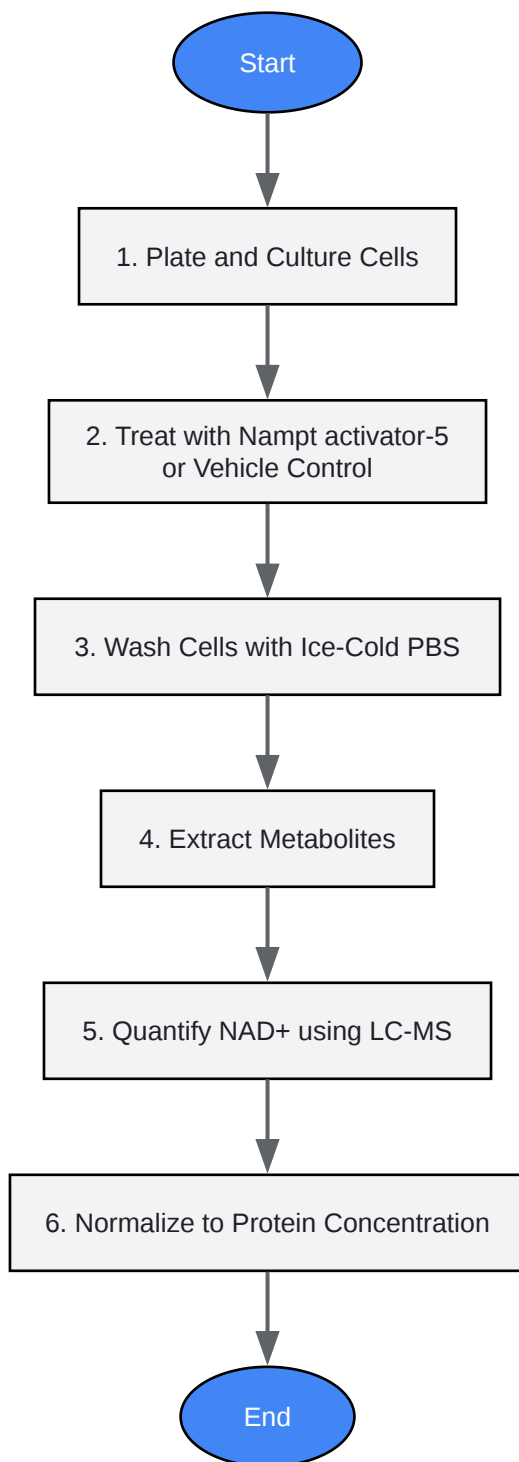 Start
1. Plate and Culture Cells
2. Treat with Nampt activator-5
or Vehicle Control
3. Wash Cells with Ice-Cold PBS
4. Extract Metabolites
5. Quantify NAD+ using LC-MS
6. Normalize to Protein Concentration
End